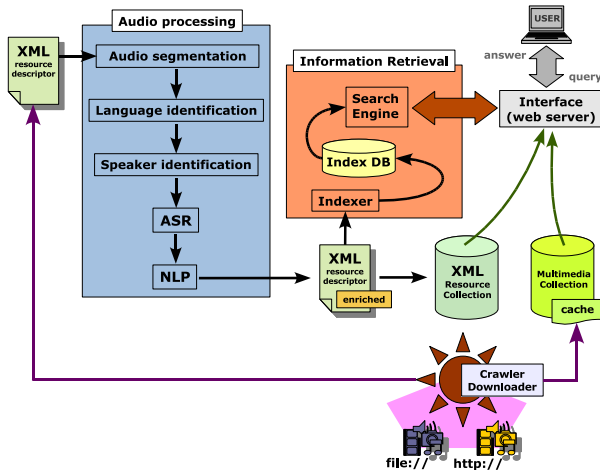 Audio processing
XML
resource
descriptor
Audio segmentation
Language identification
Speaker identification
ASR
NLP
Information Retrieval
Search
Engine
Index DB
Indexer
USER
answer
query
Interface
(web server)
XML
resource
descriptor
enriched
XML
Resource
Collection
Multimedia
Collection
cache
Crawler
Downloader
file://
http://